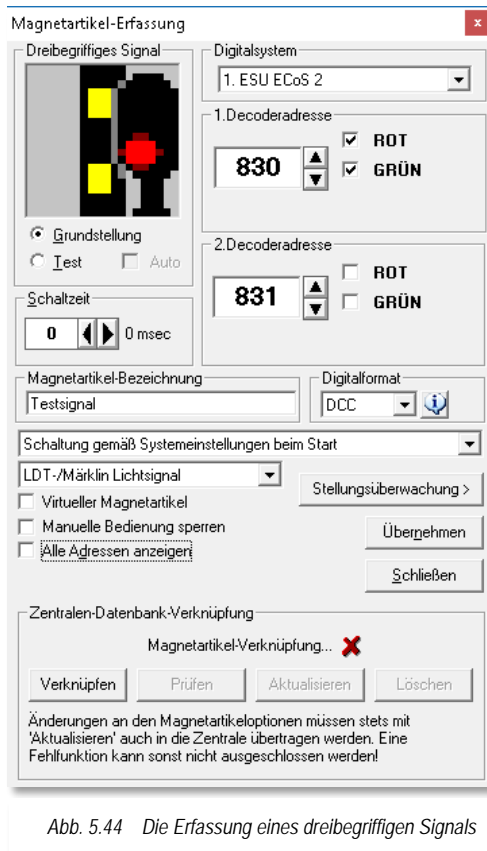 Magnetartikel-Erfassung
x
Dreibegriffiges Signal
Grundstellung
Test
Auto
Schaltzeit
0
0 msec
Digitalsystem
1. ESU ECoS 2
1.Decoderadresse
830
ROT
GRÜN
2.Decoderadresse
831
ROT
GRÜN
Magnetartikel-Bezeichnung
Testsignal
Digitalformat
DCC
i
Schaltung gemäß Systemeinstellungen beim Start
LDT-/Märklin Lichtsignal
Virtueller Magnetartikel
Manuelle Bedienung sperren
Alle Adressen anzeigen
Stellungsüberwachung >
Übernehmen
Schließen
Zentralen-Datenbank-Verknüpfung
Magnetartikel-Verknüpfung...
Verknüpfen Prüfen Aktualisieren Löschen
Änderungen an den Magnetartikeloptionen müssen stets mit
'Aktualisieren' auch in die Zentrale übertragen werden. Eine
Fehlfunktion kann sonst nicht ausgeschlossen werden!
Abb. 5.44 Die Erfassung eines dreibegriffigen Signals